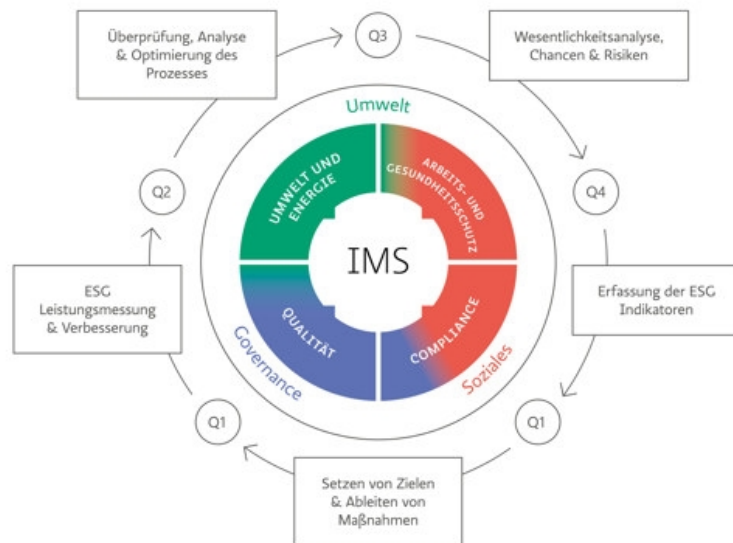 Überprüfung, Analyse
& Optimierung des
Prozesses
Q3
Wesentlichkeitsanalyse,
Chancen & Risiken
Umwelt
UMWELT UND
ENERGIE
ARBEITS- UND
GESUNDHEITSSCHUTZ
Q2
Q4
IMS
ESG
Leistungsmessung
& Verbesserung
Erfassung der ESG
Indikatoren
QUALITÄT
COMPLIANCE
Governance
Soziales
Q1
Q1
Setzen von Zielen
& Ableiten von
Maßnahmen